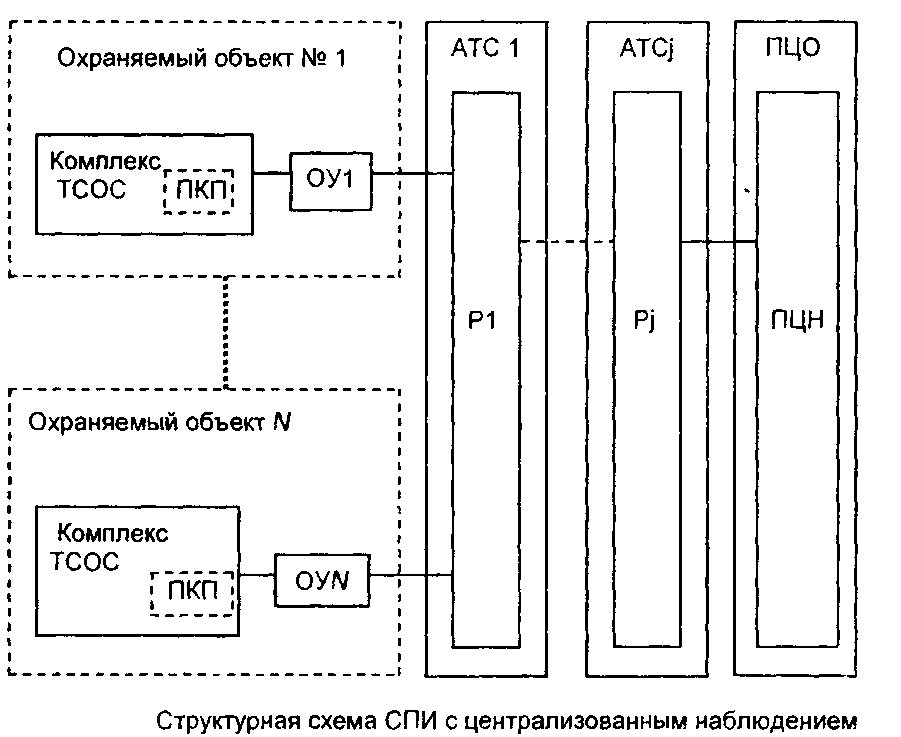 Охраняемый объект № 1
Комплекс
ТСОС
ПКП
ОУ1
АТС 1
Р1
АТСj
Рj
ПЦО
ПЦН
Охраняемый объект N
Комплекс
ТСОС
ПКП
ОУN
Структурная схема СПИ с централизованным наблюдением